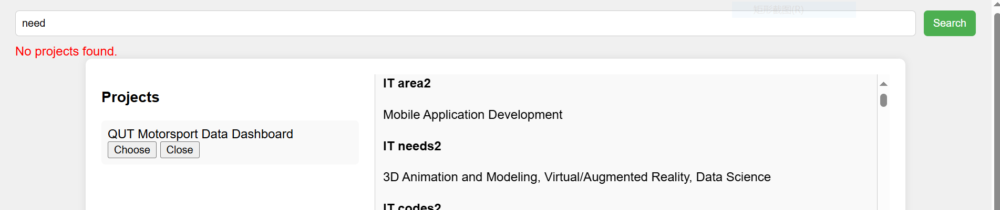 矩形截图(R)
need
Search
No projects found.
Projects
QUT Motorsport Data Dashboard
Choose
Close
IT area2
Mobile Application Development
IT needs2
3D Animation and Modeling, Virtual/Augmented Reality, Data Science
IT codes2